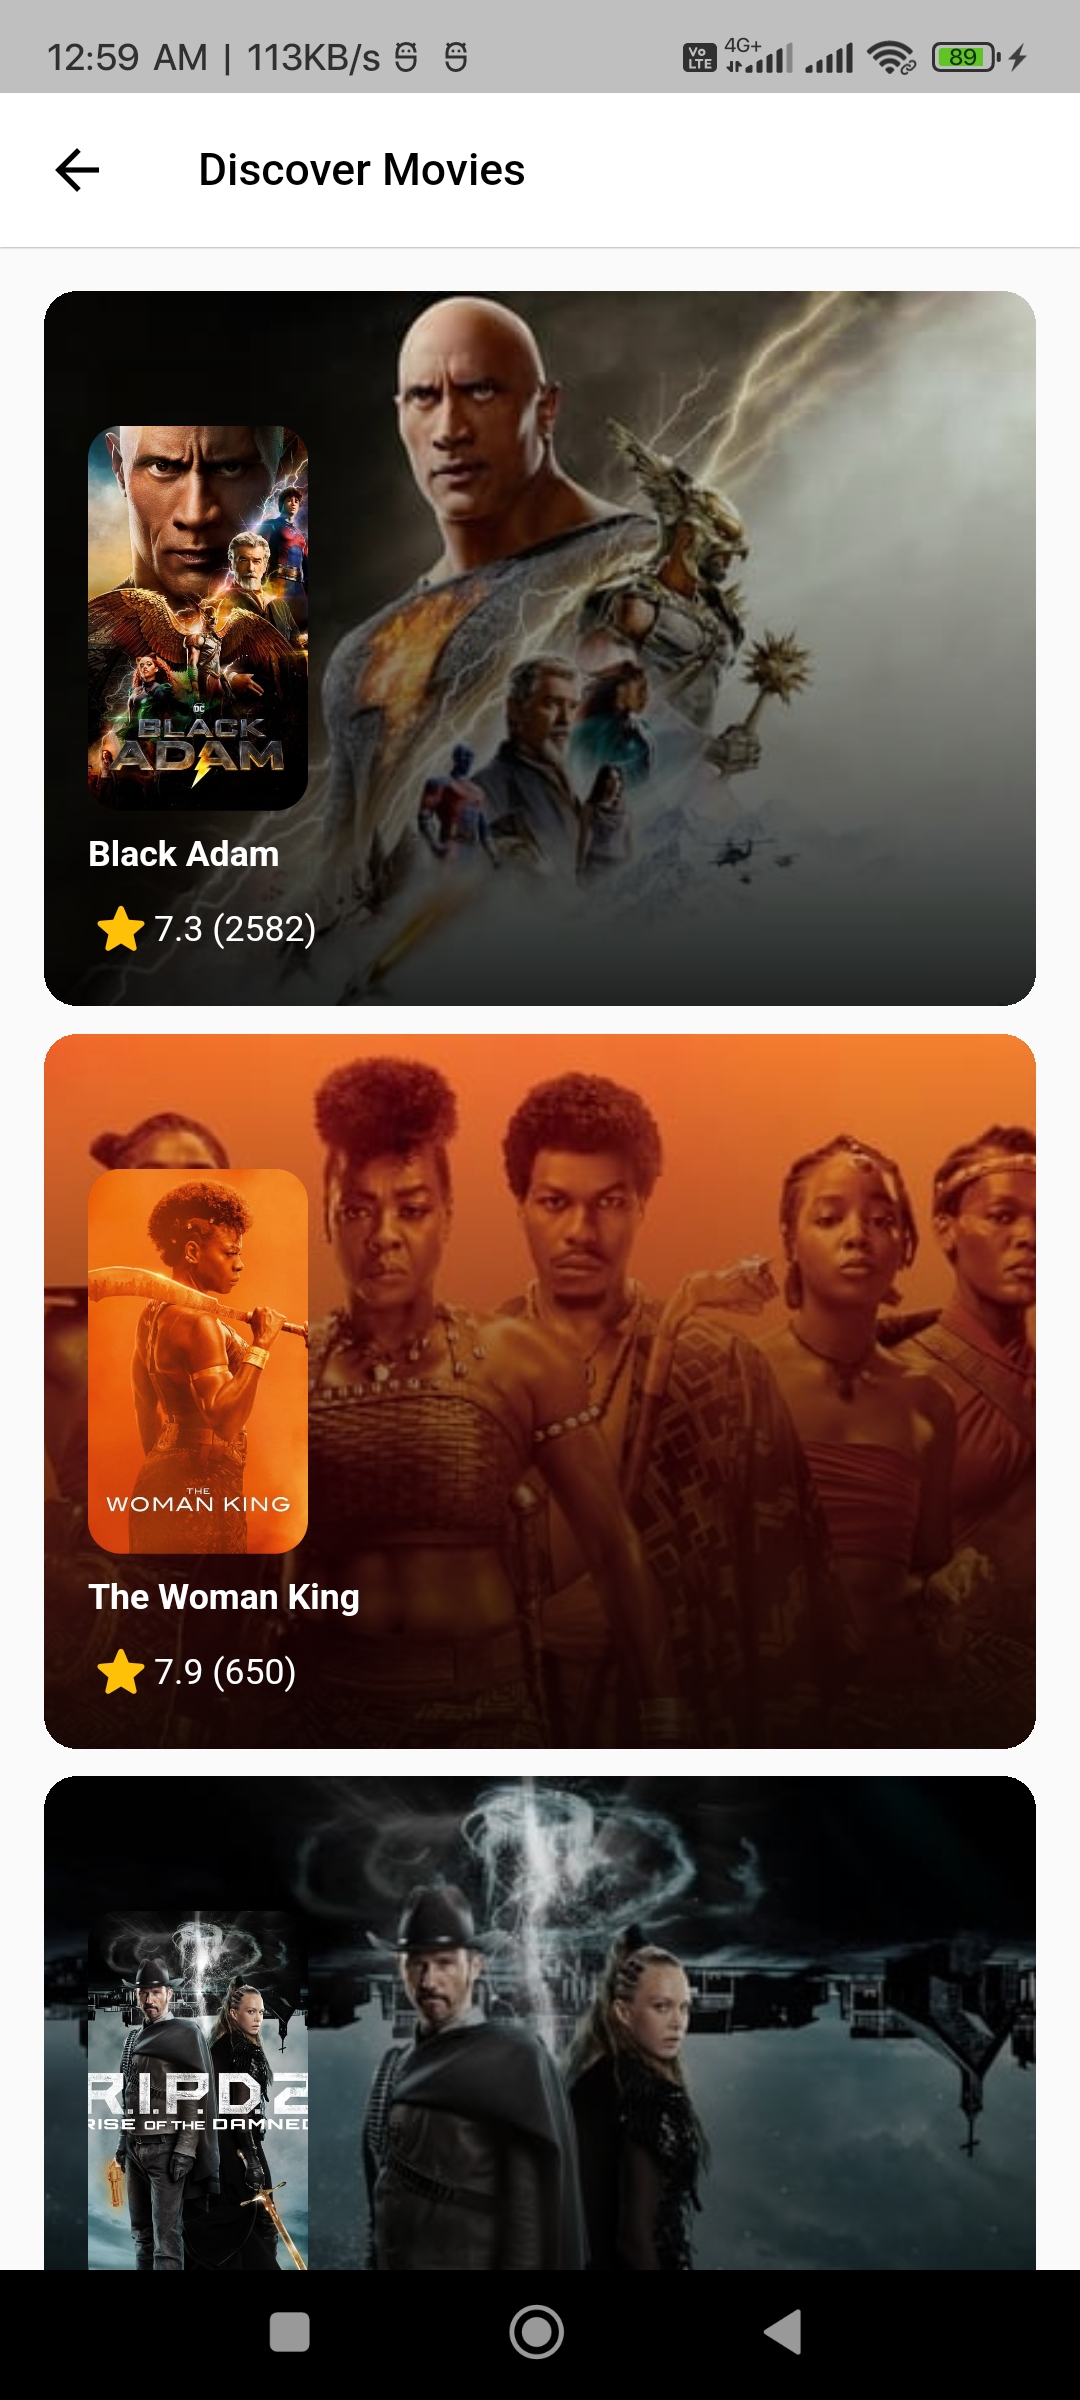 12:59 AM | 113KB/s
Vo LTE 4G+ 89
Discover Movies
DC
BLACK
ADAM
Black Adam
7.3 (2582)
THE
WOMAN KING
The Woman King
7.9 (650)
R.I.P.D.2
RISE OF THE DAMNED